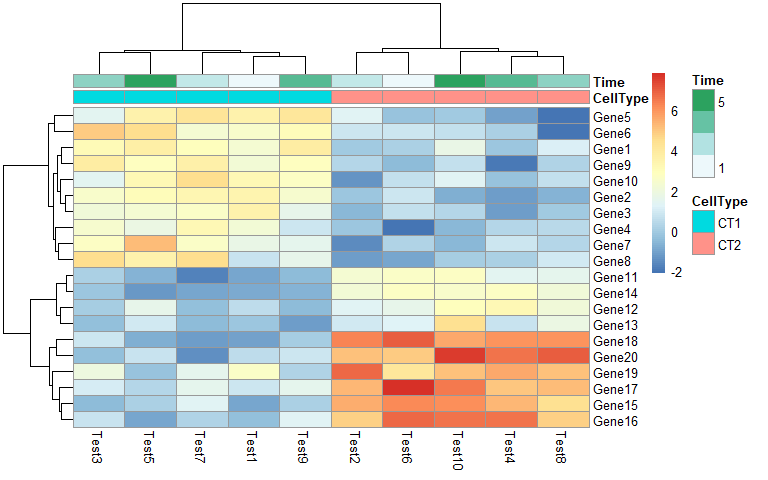 Time
CellType
Gene5
Gene6
Gene1
Gene9
Gene10
Gene2
Gene3
Gene4
Gene7
Gene8
Gene11
Gene14
Gene12
Gene13
Gene18
Gene20
Gene19
Gene17
Gene15
Gene16
Test3
Test5
Test7
Test1
Test9
Test2
Test6
Test10
Test4
Test8
6
4
2
0
-2
Time
5
1
CellType
CT1
CT2